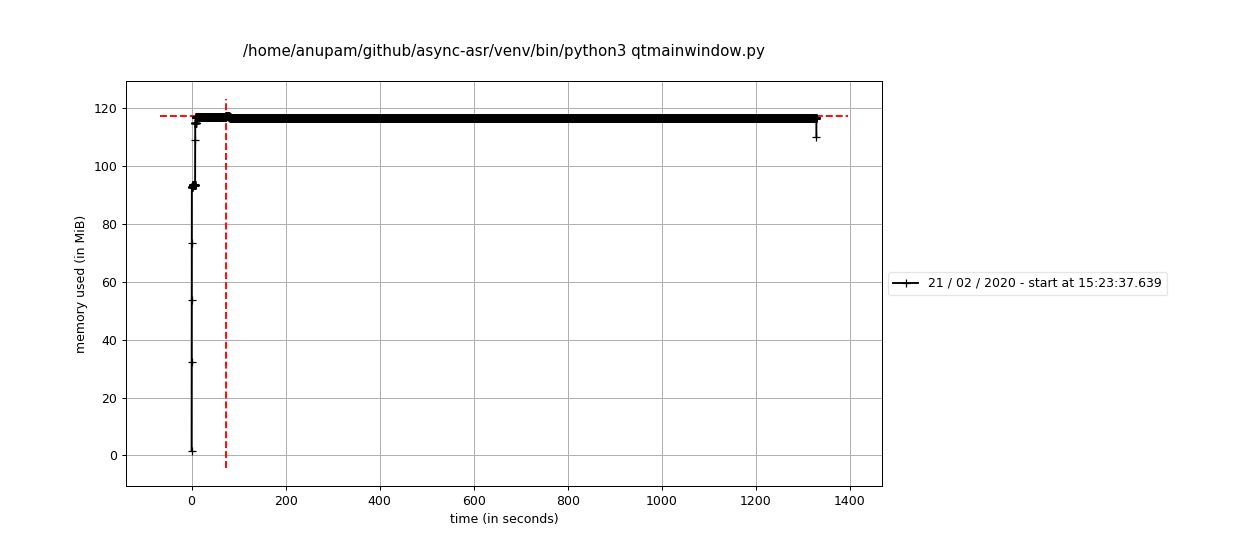 /home/anupam/github/async-asr/venv/bin/python3 qtmainwindow.py
120
100
80
60
40
20
0
memory used (in MiB)
0 200 400 600 800 1000 1200 1400
time (in seconds)
21 / 02 / 2020 - start at 15:23:37.639